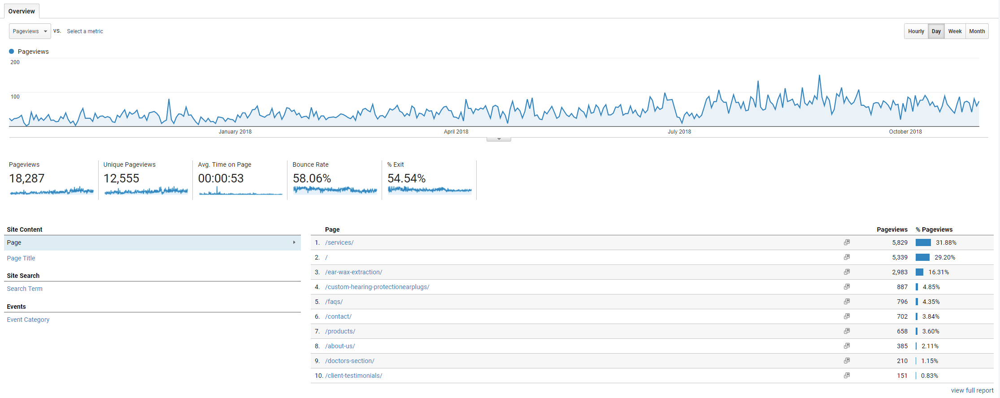 Overview
Pageviews VS. Select a metric
Hourly Day Week Month
Pageviews
200
100
January 2018 April 2018 July 2018 October 2018
Pageviews Unique Pageviews Avg. Time on Page Bounce Rate % Exit
18,287 12,555 00:00:53 58.06% 54.54%
Site Content
Page
Page Title
Site Search
Search Term
Events
Event Category
Page Pageviews % Pageviews
1. /services/ 5,829 31.88%
2. / 5,339 29.20%
3. /ear-wax-extraction/ 2,983 16.31%
4. /custom-hearing-protectionearplugs/ 887 4.85%
5. /faqs/ 796 4.35%
6. /contact/ 702 3.84%
7. /products/ 658 3.60%
8. /about-us/ 385 2.11%
9. /doctors-section/ 210 1.15%
10. /client-testimonials/ 151 0.83%
view full report